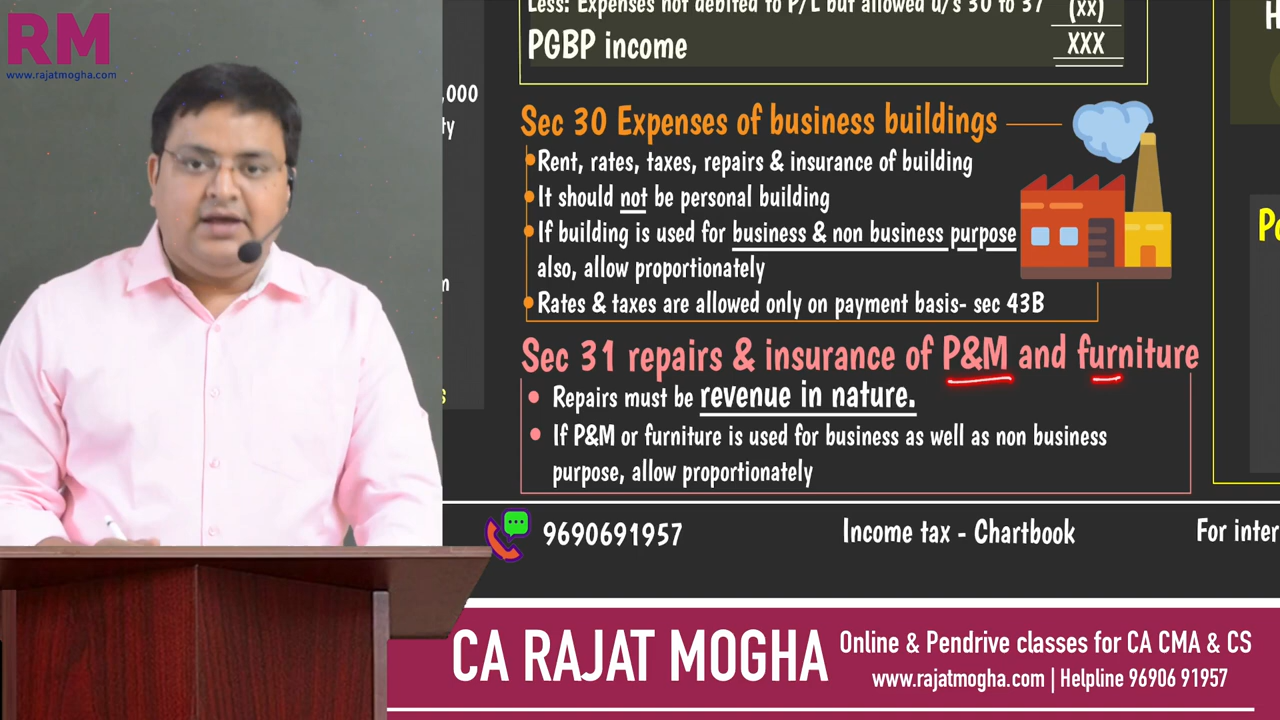 RM
www.rajatmogha.com
,000
ty
Less: Expenses not debited to P/L but allowed u/s 30 to 37 (xx)
PGBP income XXX
Sec 30 Expenses of business buildings
Rent, rates, taxes, repairs & insurance of building
It should not be personal building
If building is used for business & non business purpose
also, allow proportionately
Rates & taxes are allowed only on payment basis- sec 43B
Sec 31 repairs & insurance of P&M and furniture
Repairs must be revenue in nature.
If P&M or furniture is used for business as well as non business
purpose, allow proportionately
9690691957 Income tax - Chartbook For inter
CA RAJAT MOGHA
Online & Pendrive classes for CA CMA & CS
www.rajatmogha.com | Helpline 96906 91957